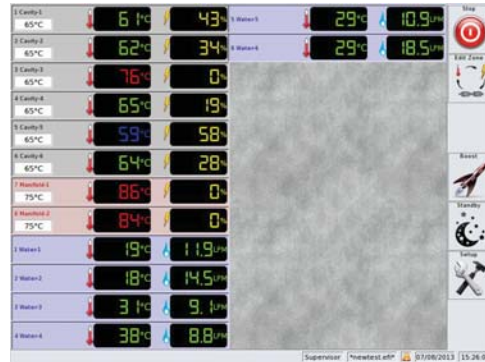 1 Cavity-1
65°C
61°C
43%
2 Cavity-2
65°C
62°C
34%
3 Cavity-3
65°C
76°C
0%
4 Cavity-4
65°C
65°C
19%
5 Cavity-5
65°C
59°C
58%
6 Cavity-6
65°C
64°C
28%
7 Manifold-1
75°C
86°C
0%
8 Manifold-2
75°C
84°C
0%
1 Water-1
19°C
11.9LPM
2 Water-2
18°C
14.5LPM
3 Water-3
31°C
9.1LPM
4 Water-4
38°C
8.8LPM
5 Water-5
29°C
10.9LPM
6 Water-6
29°C
18.5LPM
Stop
Edit Zone
Boost
Standby
Setup
Supervisor
*newtest.eft*
07/08/2013
15:26:0